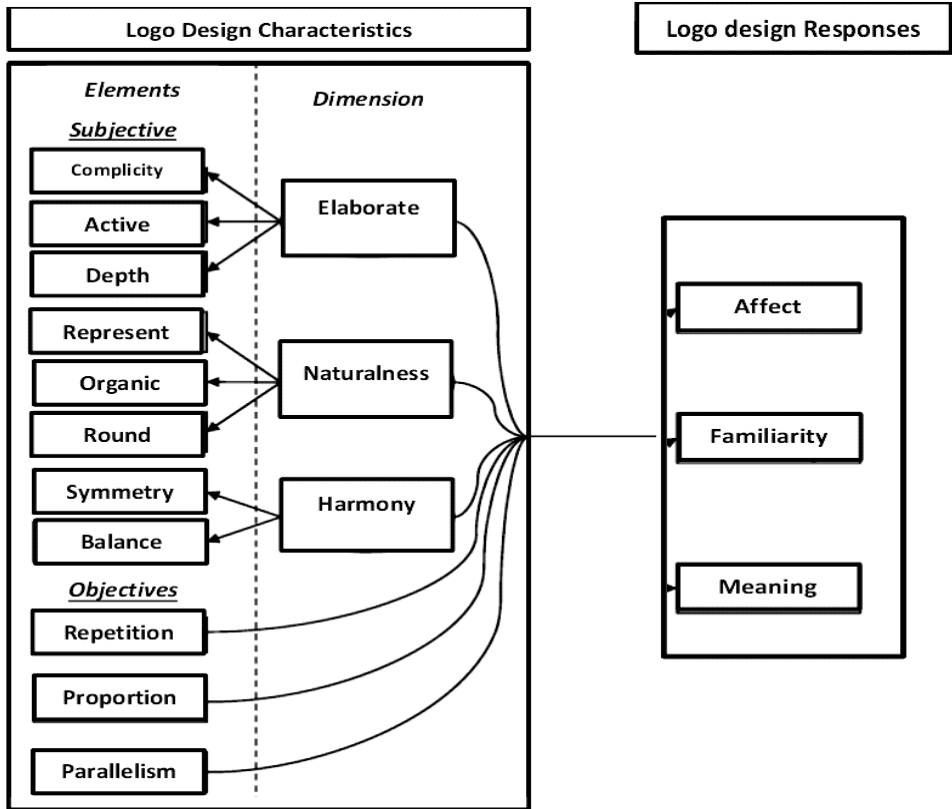 Logo Design Characteristics
Logo design Responses
Elements
Dimension
Subjective
Complicity
Active
Depth
Represent
Organic
Round
Symmetry
Balance
Objectives
Repetition
Proportion
Parallelism
Elaborate
Naturalness
Harmony
Affect
Familiarity
Meaning